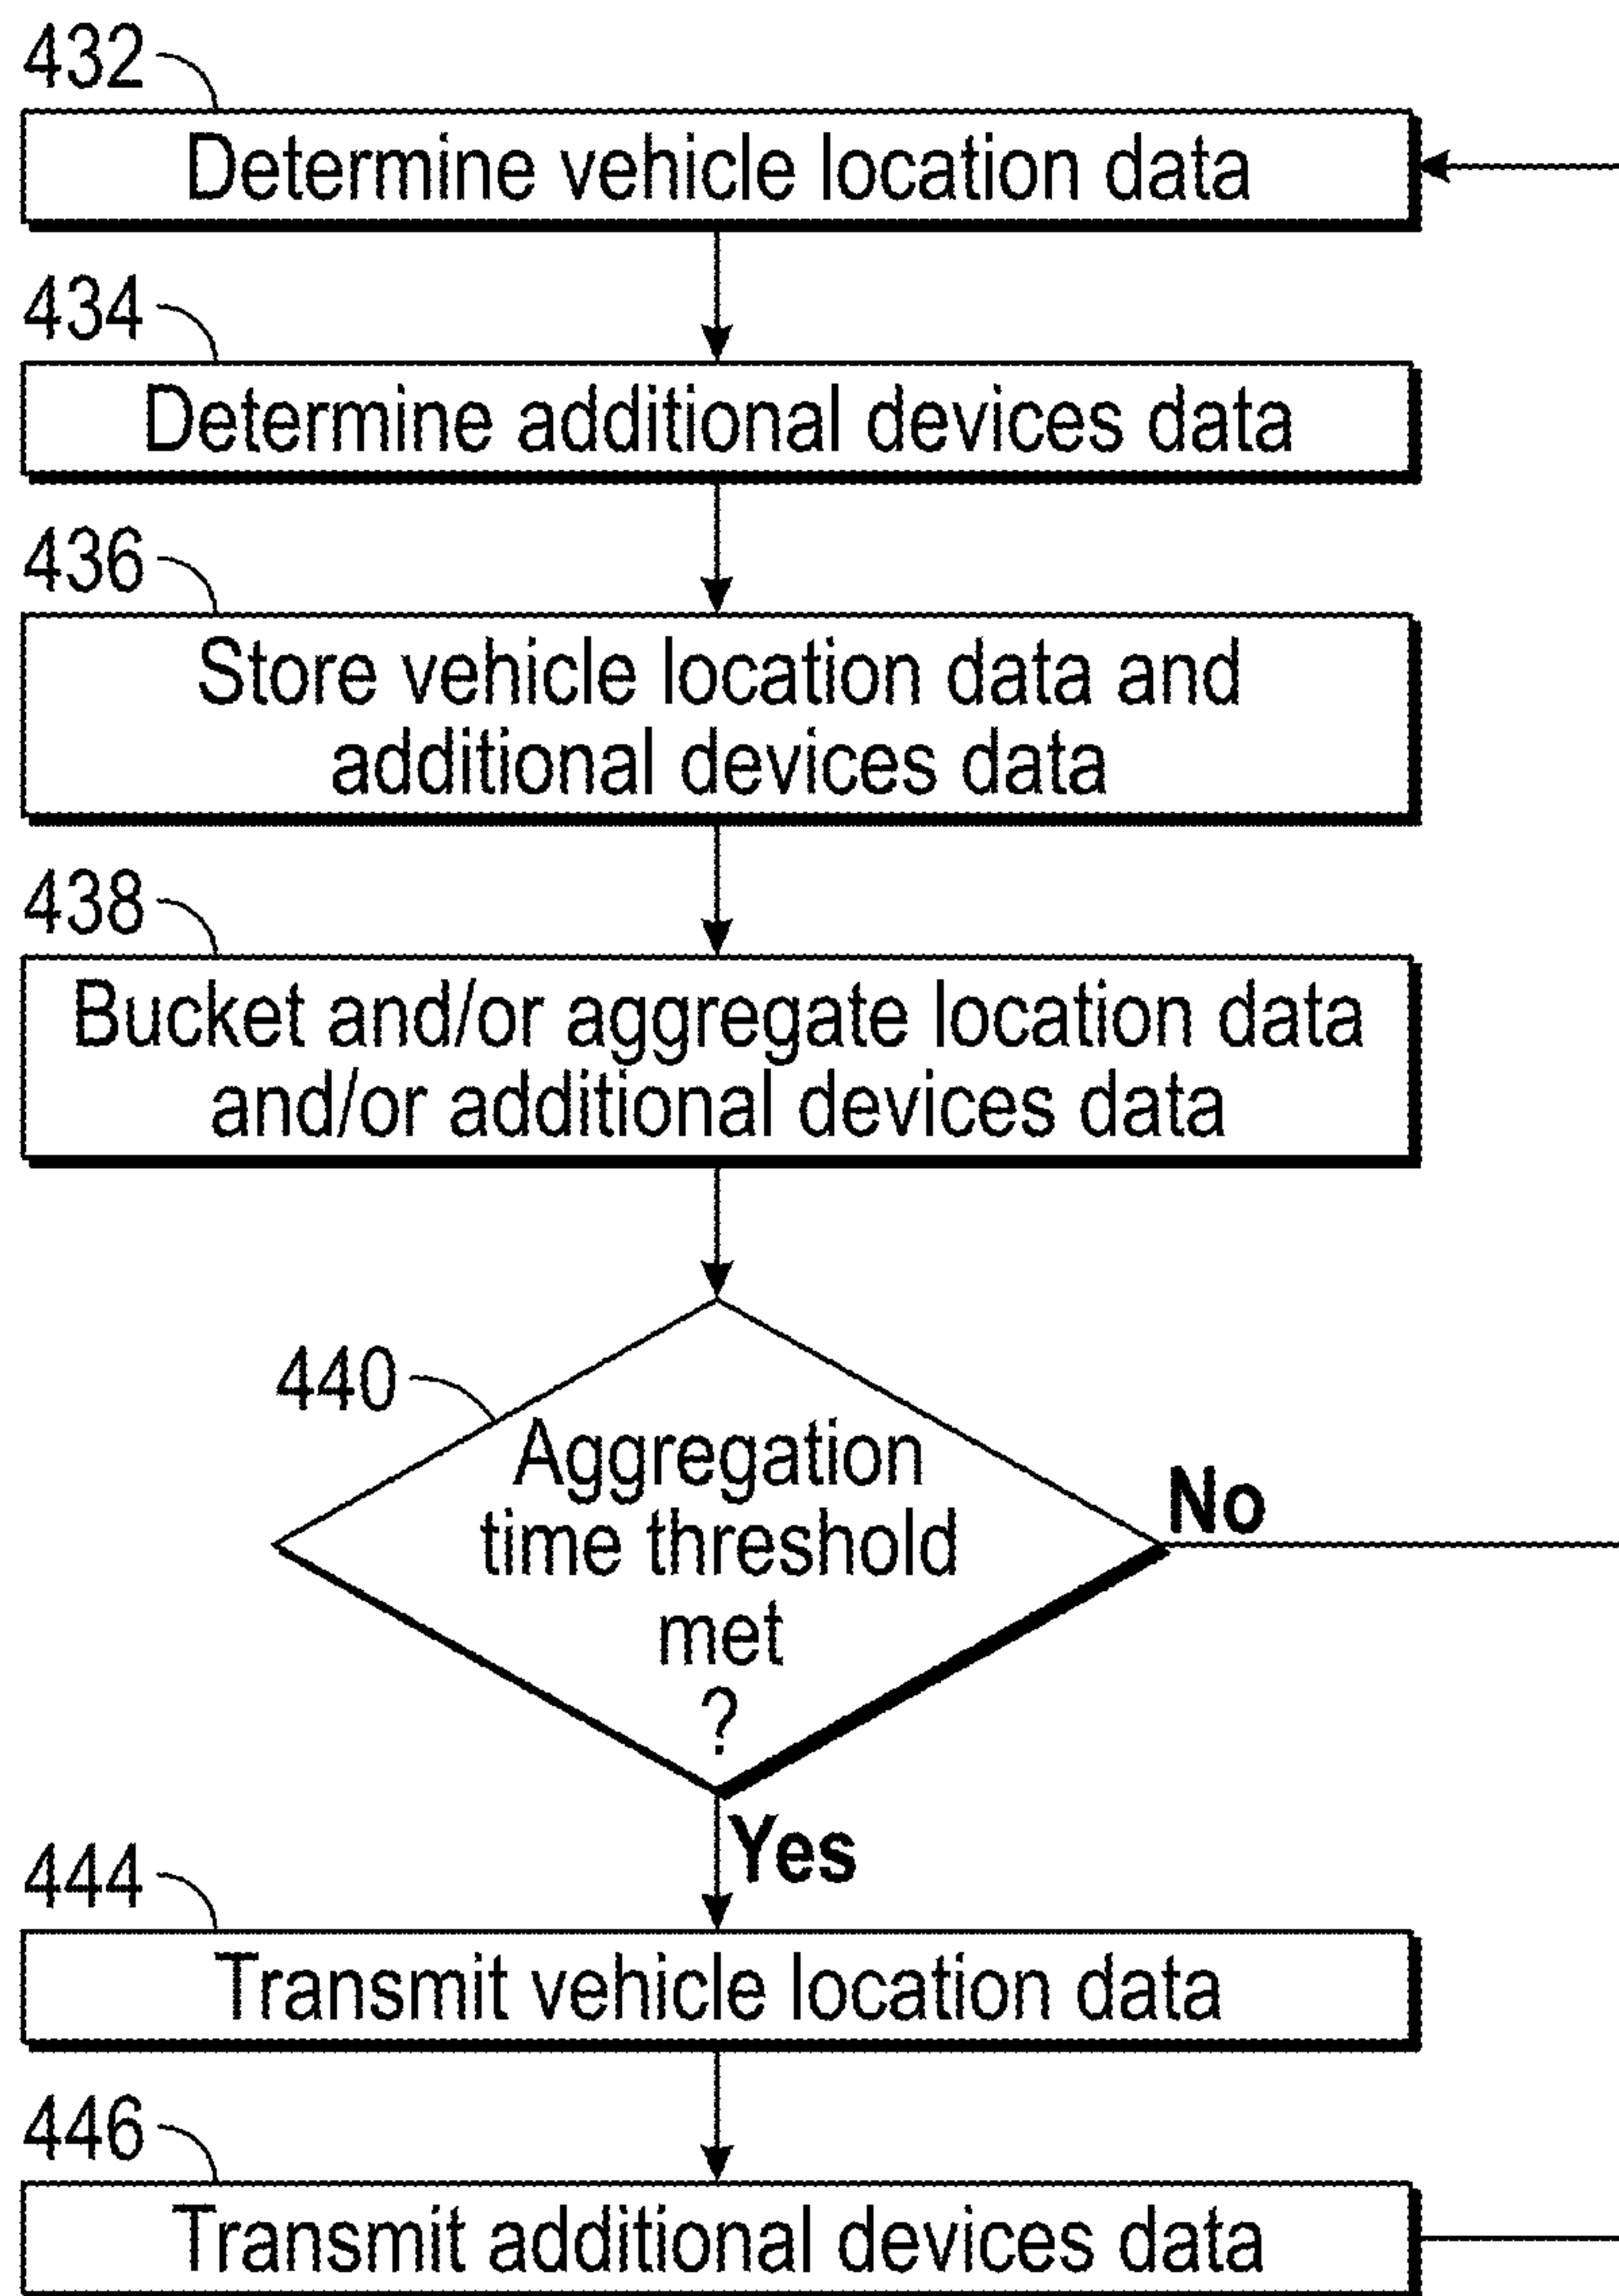 432
Determine vehicle location data
434
Determine additional devices data
436
Store vehicle location data and
additional devices data
438
Bucket and/or aggregate location data
and/or additional devices data
440
Aggregation
time threshold
met
?
No
Yes
444
Transmit vehicle location data
446
Transmit additional devices data